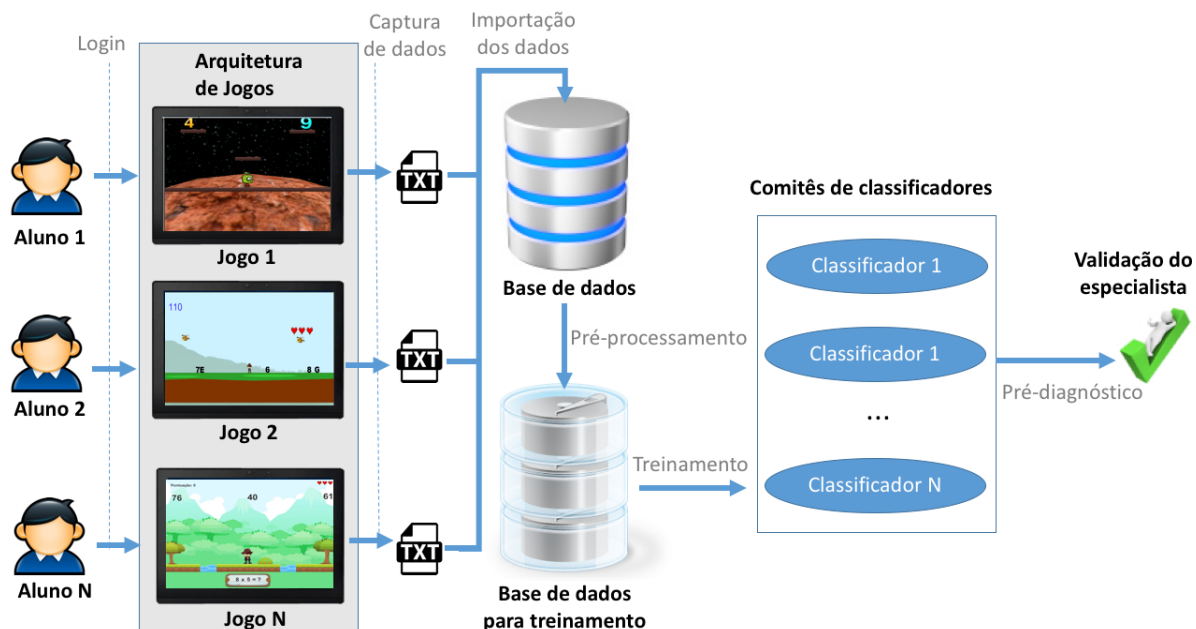 Login
Arquitetura
de Jogos
Captura
de dados
Importação
dos dados
4
9
Aluno 1
Jogo 1
TXT
Base de dados
Pré-processamento
110
7E
6
8 G
Aluno 2
Jogo 2
TXT
Pontuação: 0
76
40
61
8 x 5 = ?
Aluno N
Jogo N
TXT
Base de dados
para treinamento
Treinamento
Comitês de classificadores
Classificador 1
Classificador 1
...
Classificador N
Pré-diagnóstico
Validação do
especialista